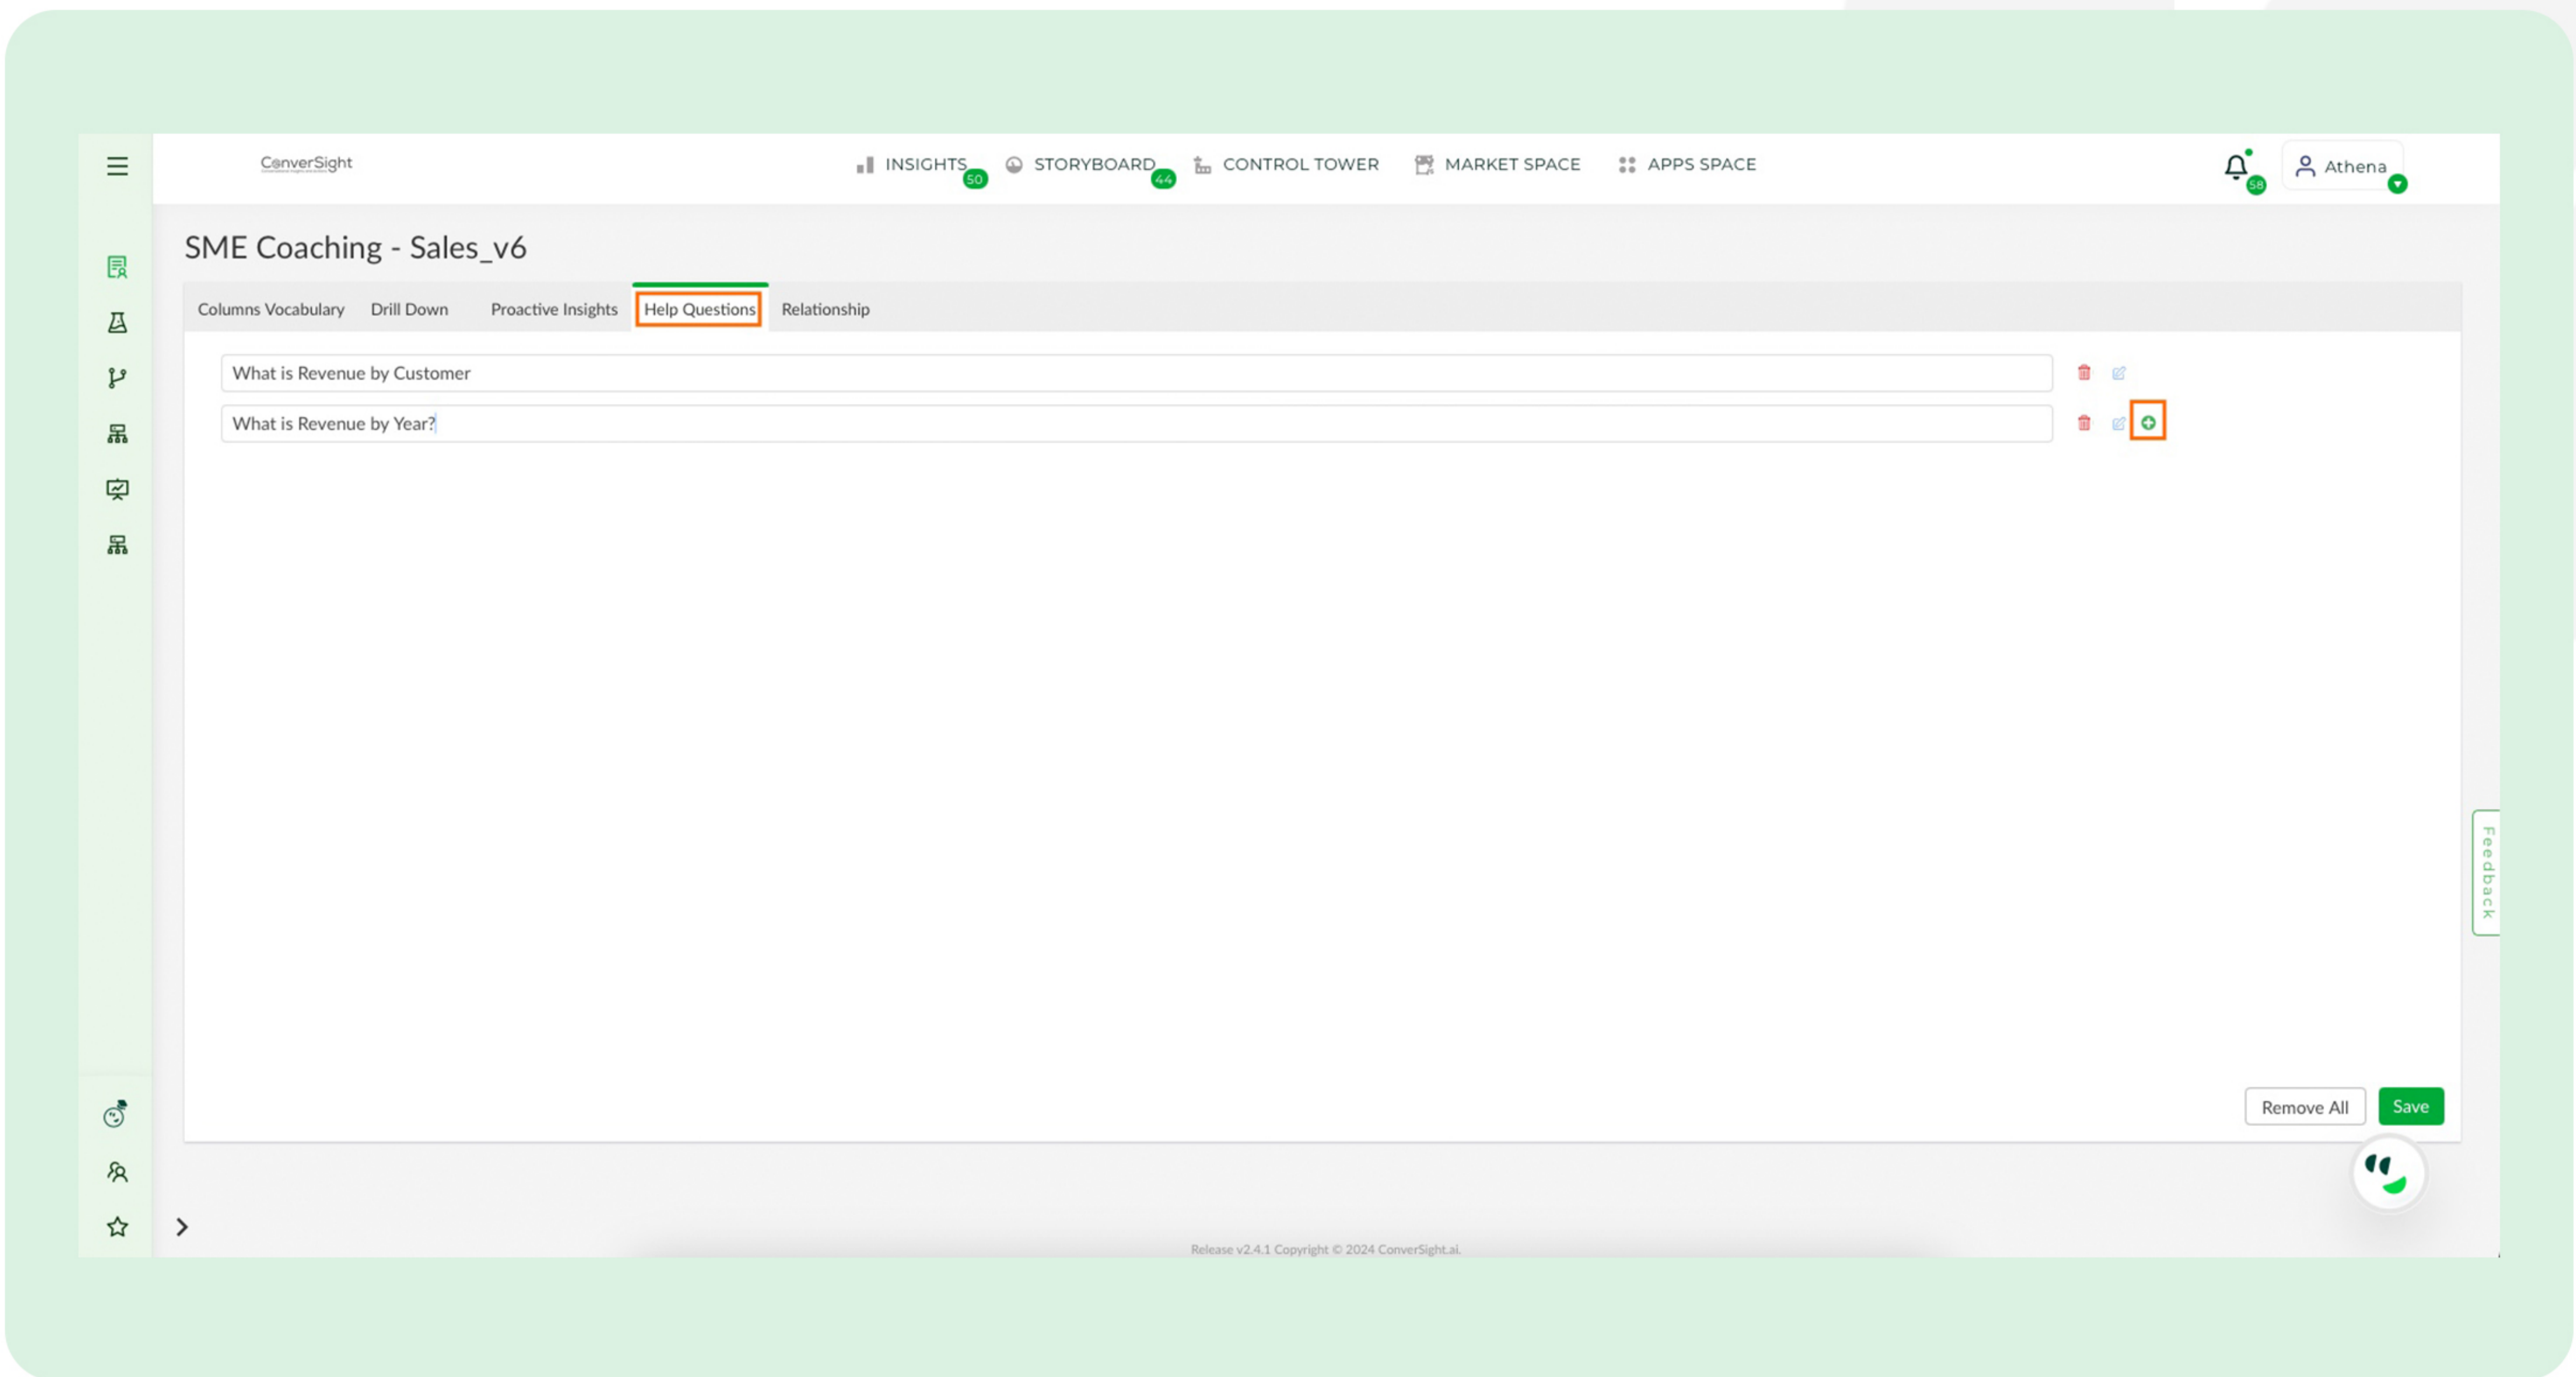 ConverSight
INSIGHTS 50 STORYBOARD 44 CONTROL TOWER MARKET SPACE APPS SPACE 58 Athena
SME Coaching - Sales_v6
Columns Vocabulary Drill Down Proactive Insights Help Questions Relationship
What is Revenue by Customer
What is Revenue by Year?
Feedback
Remove All Save
Release v2.4.1 Copyright © 2024 ConverSight.ai.